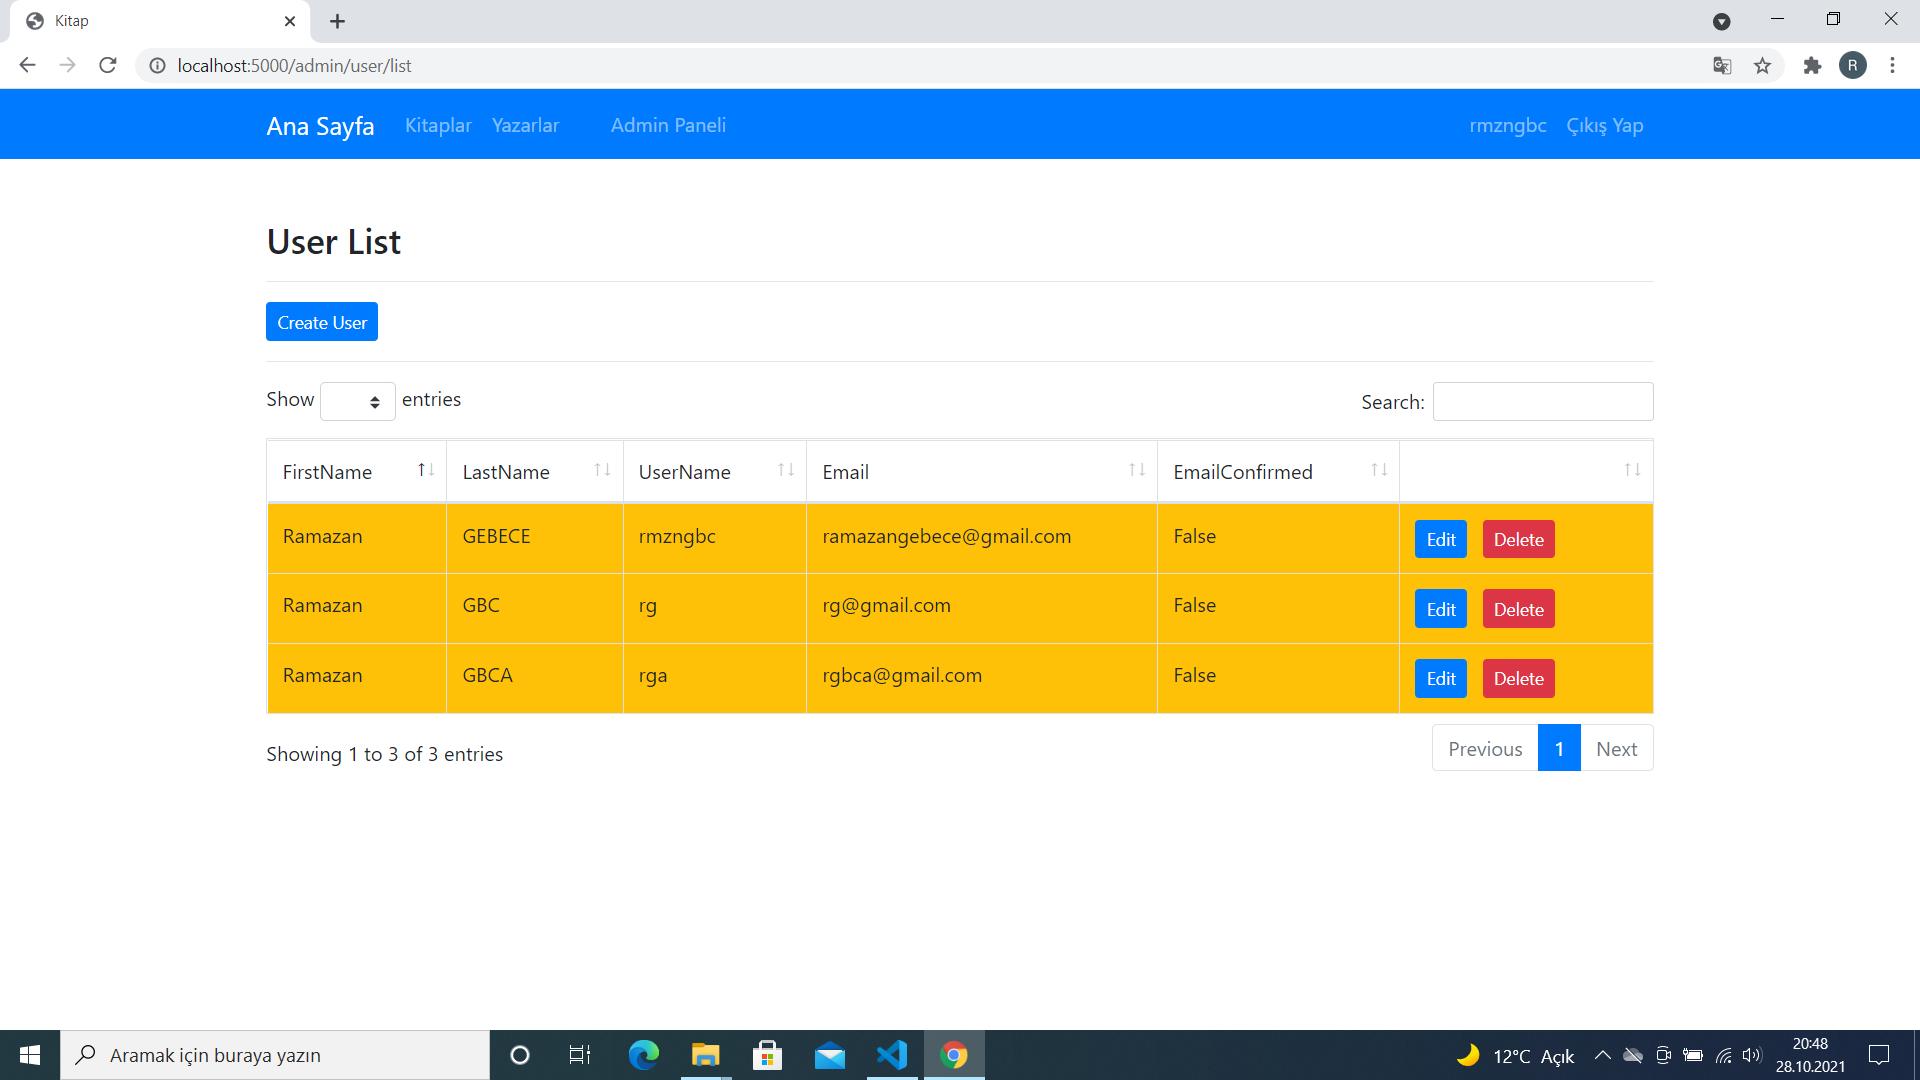 Kitap
localhost:5000/admin/user/list
R
Ana Sayfa Kitaplar Yazarlar Admin Paneli rmzngbc Çıkış Yap
User List
Create User
Show entries Search:
FirstName LastName UserName Email EmailConfirmed
Ramazan GEBECE rmzngbc ramazangebece@gmail.com False Edit Delete
Ramazan GBC rg rg@gmail.com False Edit Delete
Ramazan GBCA rga rgbca@gmail.com False Edit Delete
Showing 1 to 3 of 3 entries Previous 1 Next
Aramak için buraya yazın 12°C Açık 20:48
28.10.2021